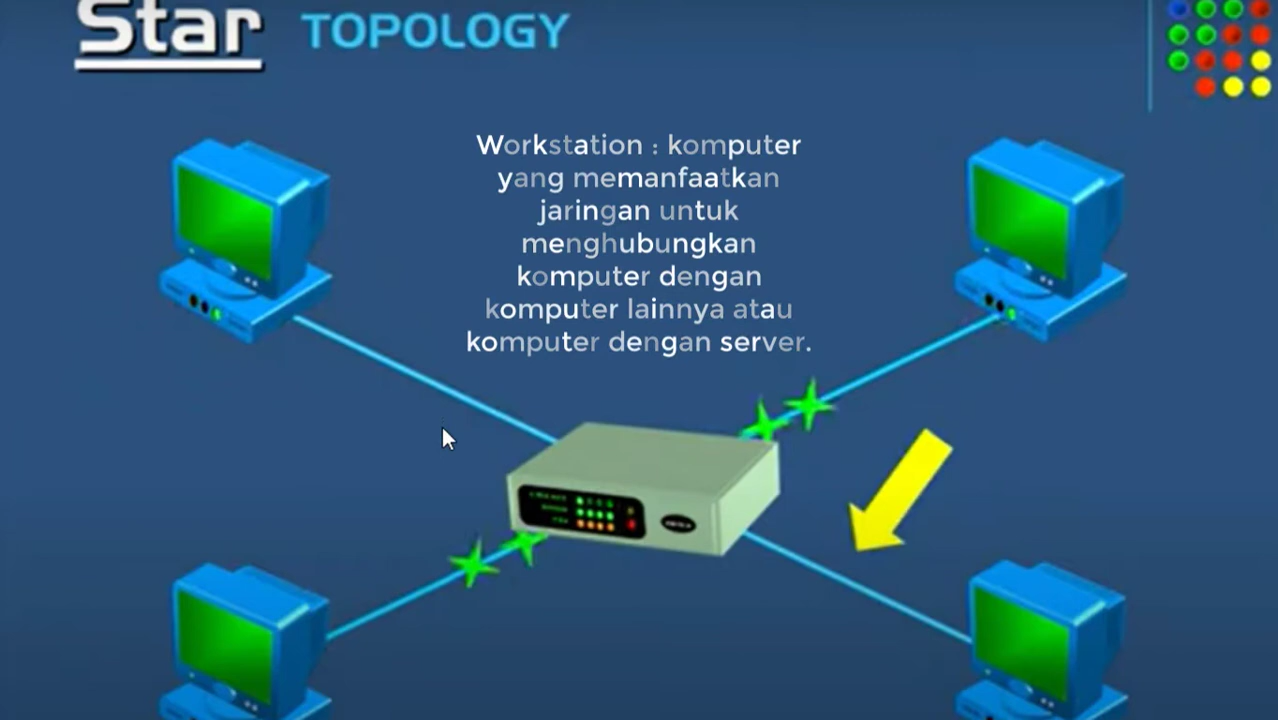 Star TOPOLOGY
Workstation : komputer
yang memanfaatkan
jaringan untuk
menghubungkan
komputer dengan
komputer lainnya atau
komputer dengan server.